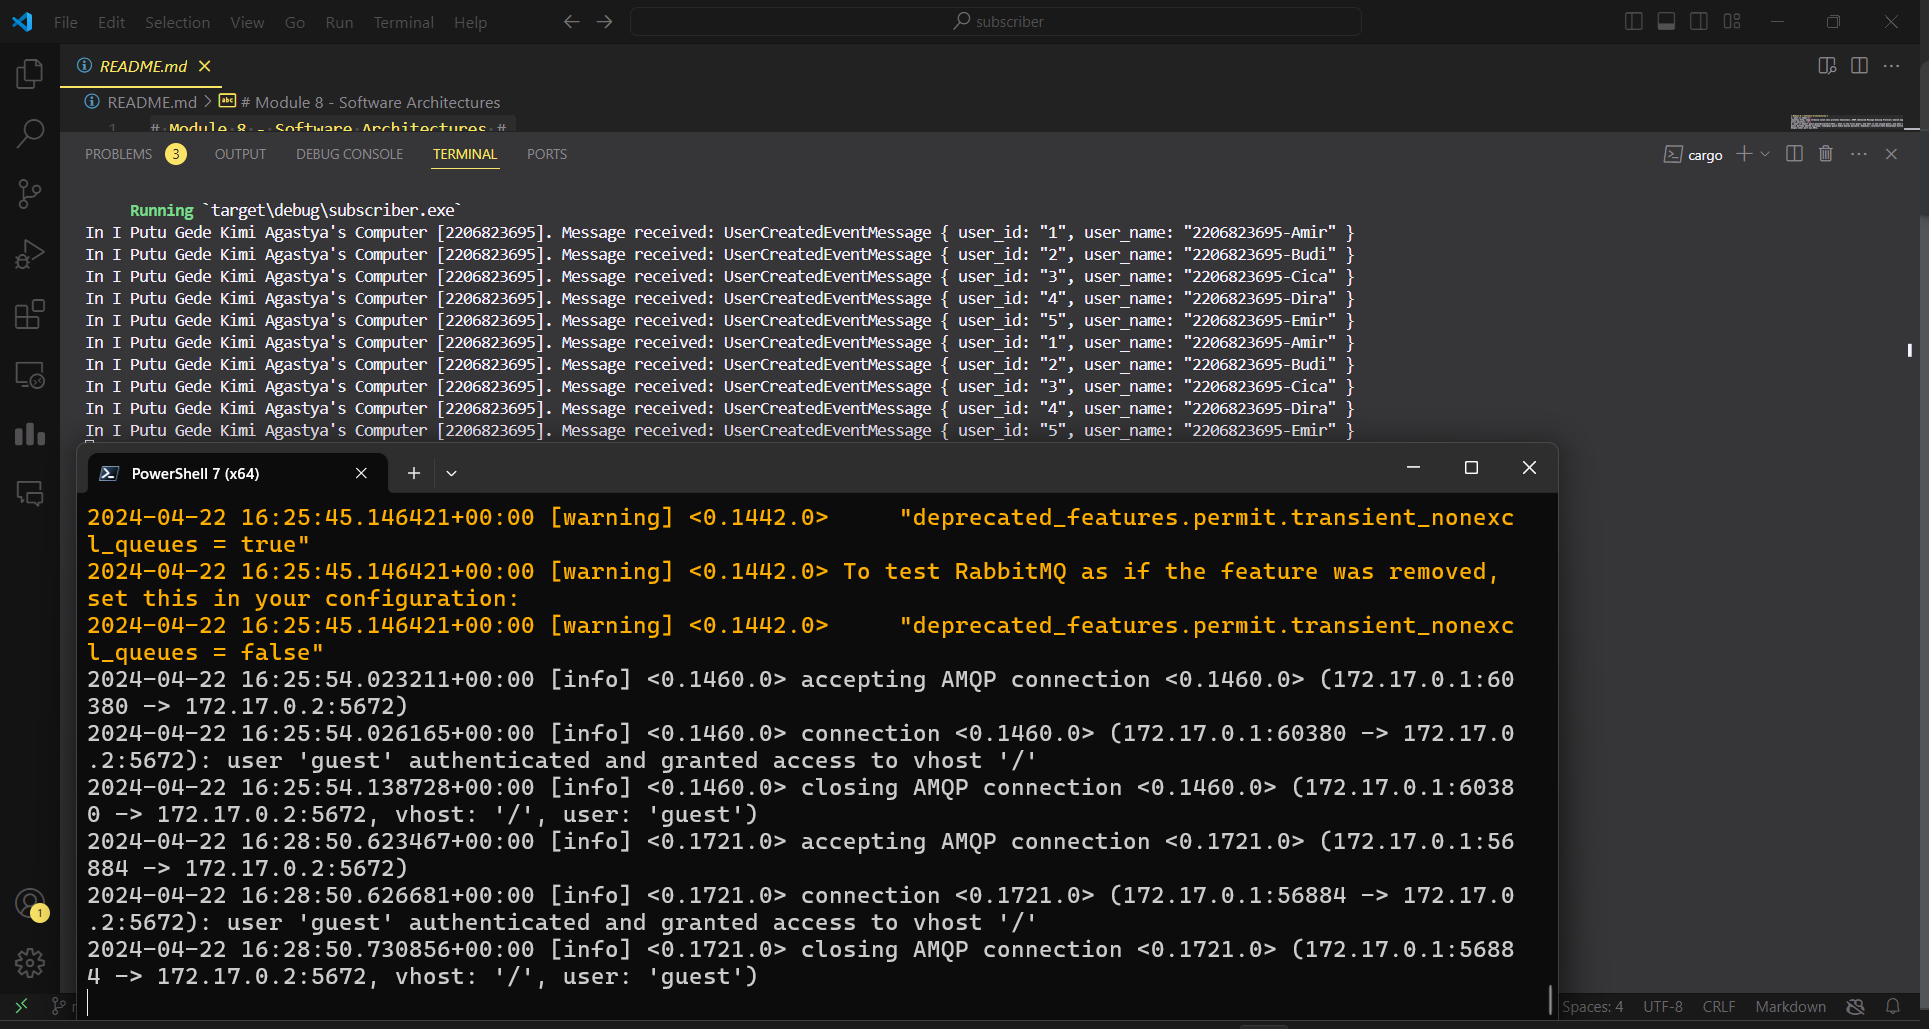 File Edit Selection View Go Run Terminal Help subscriber
README.md
README.md > # Module 8 - Software Architectures
1 # Module 8 - Software Architectures #
PROBLEMS 3 OUTPUT DEBUG CONSOLE TERMINAL PORTS cargo
Running `target\debug\subscriber.exe`
In I Putu Gede Kimi Agastya's Computer [2206823695]. Message received: UserCreatedEventMessage { user_id: "1", user_name: "2206823695-Amir" }
In I Putu Gede Kimi Agastya's Computer [2206823695]. Message received: UserCreatedEventMessage { user_id: "2", user_name: "2206823695-Budi" }
In I Putu Gede Kimi Agastya's Computer [2206823695]. Message received: UserCreatedEventMessage { user_id: "3", user_name: "2206823695-Cica" }
In I Putu Gede Kimi Agastya's Computer [2206823695]. Message received: UserCreatedEventMessage { user_id: "4", user_name: "2206823695-Dira" }
In I Putu Gede Kimi Agastya's Computer [2206823695]. Message received: UserCreatedEventMessage { user_id: "5", user_name: "2206823695-Emir" }
In I Putu Gede Kimi Agastya's Computer [2206823695]. Message received: UserCreatedEventMessage { user_id: "1", user_name: "2206823695-Amir" }
In I Putu Gede Kimi Agastya's Computer [2206823695]. Message received: UserCreatedEventMessage { user_id: "2", user_name: "2206823695-Budi" }
In I Putu Gede Kimi Agastya's Computer [2206823695]. Message received: UserCreatedEventMessage { user_id: "3", user_name: "2206823695-Cica" }
In I Putu Gede Kimi Agastya's Computer [2206823695]. Message received: UserCreatedEventMessage { user_id: "4", user_name: "2206823695-Dira" }
In I Putu Gede Kimi Agastya's Computer [2206823695]. Message received: UserCreatedEventMessage { user_id: "5", user_name: "2206823695-Emir" }
PowerShell 7 (x64)
2024-04-22 16:25:45.146421+00:00 [warning] <0.1442.0>     "deprecated_features.permit.transient_nonexc
l_queues = true"
2024-04-22 16:25:45.146421+00:00 [warning] <0.1442.0> To test RabbitMQ as if the feature was removed,
set this in your configuration:
2024-04-22 16:25:45.146421+00:00 [warning] <0.1442.0>     "deprecated_features.permit.transient_nonexc
l_queues = false"
2024-04-22 16:25:54.023211+00:00 [info] <0.1460.0> accepting AMQP connection <0.1460.0> (172.17.0.1:60
380 -> 172.17.0.2:5672)
2024-04-22 16:25:54.026165+00:00 [info] <0.1460.0> connection <0.1460.0> (172.17.0.1:60380 -> 172.17.0
.2:5672): user 'guest' authenticated and granted access to vhost '/'
2024-04-22 16:25:54.138728+00:00 [info] <0.1460.0> closing AMQP connection <0.1460.0> (172.17.0.1:6038
0 -> 172.17.0.2:5672, vhost: '/', user: 'guest')
2024-04-22 16:28:50.623467+00:00 [info] <0.1721.0> accepting AMQP connection <0.1721.0> (172.17.0.1:56
884 -> 172.17.0.2:5672)
2024-04-22 16:28:50.626681+00:00 [info] <0.1721.0> connection <0.1721.0> (172.17.0.1:56884 -> 172.17.0
.2:5672): user 'guest' authenticated and granted access to vhost '/'
2024-04-22 16:28:50.730856+00:00 [info] <0.1721.0> closing AMQP connection <0.1721.0> (172.17.0.1:5688
4 -> 172.17.0.2:5672, vhost: '/', user: 'guest')
1
Spaces: 4 UTF-8 CRLF Markdown